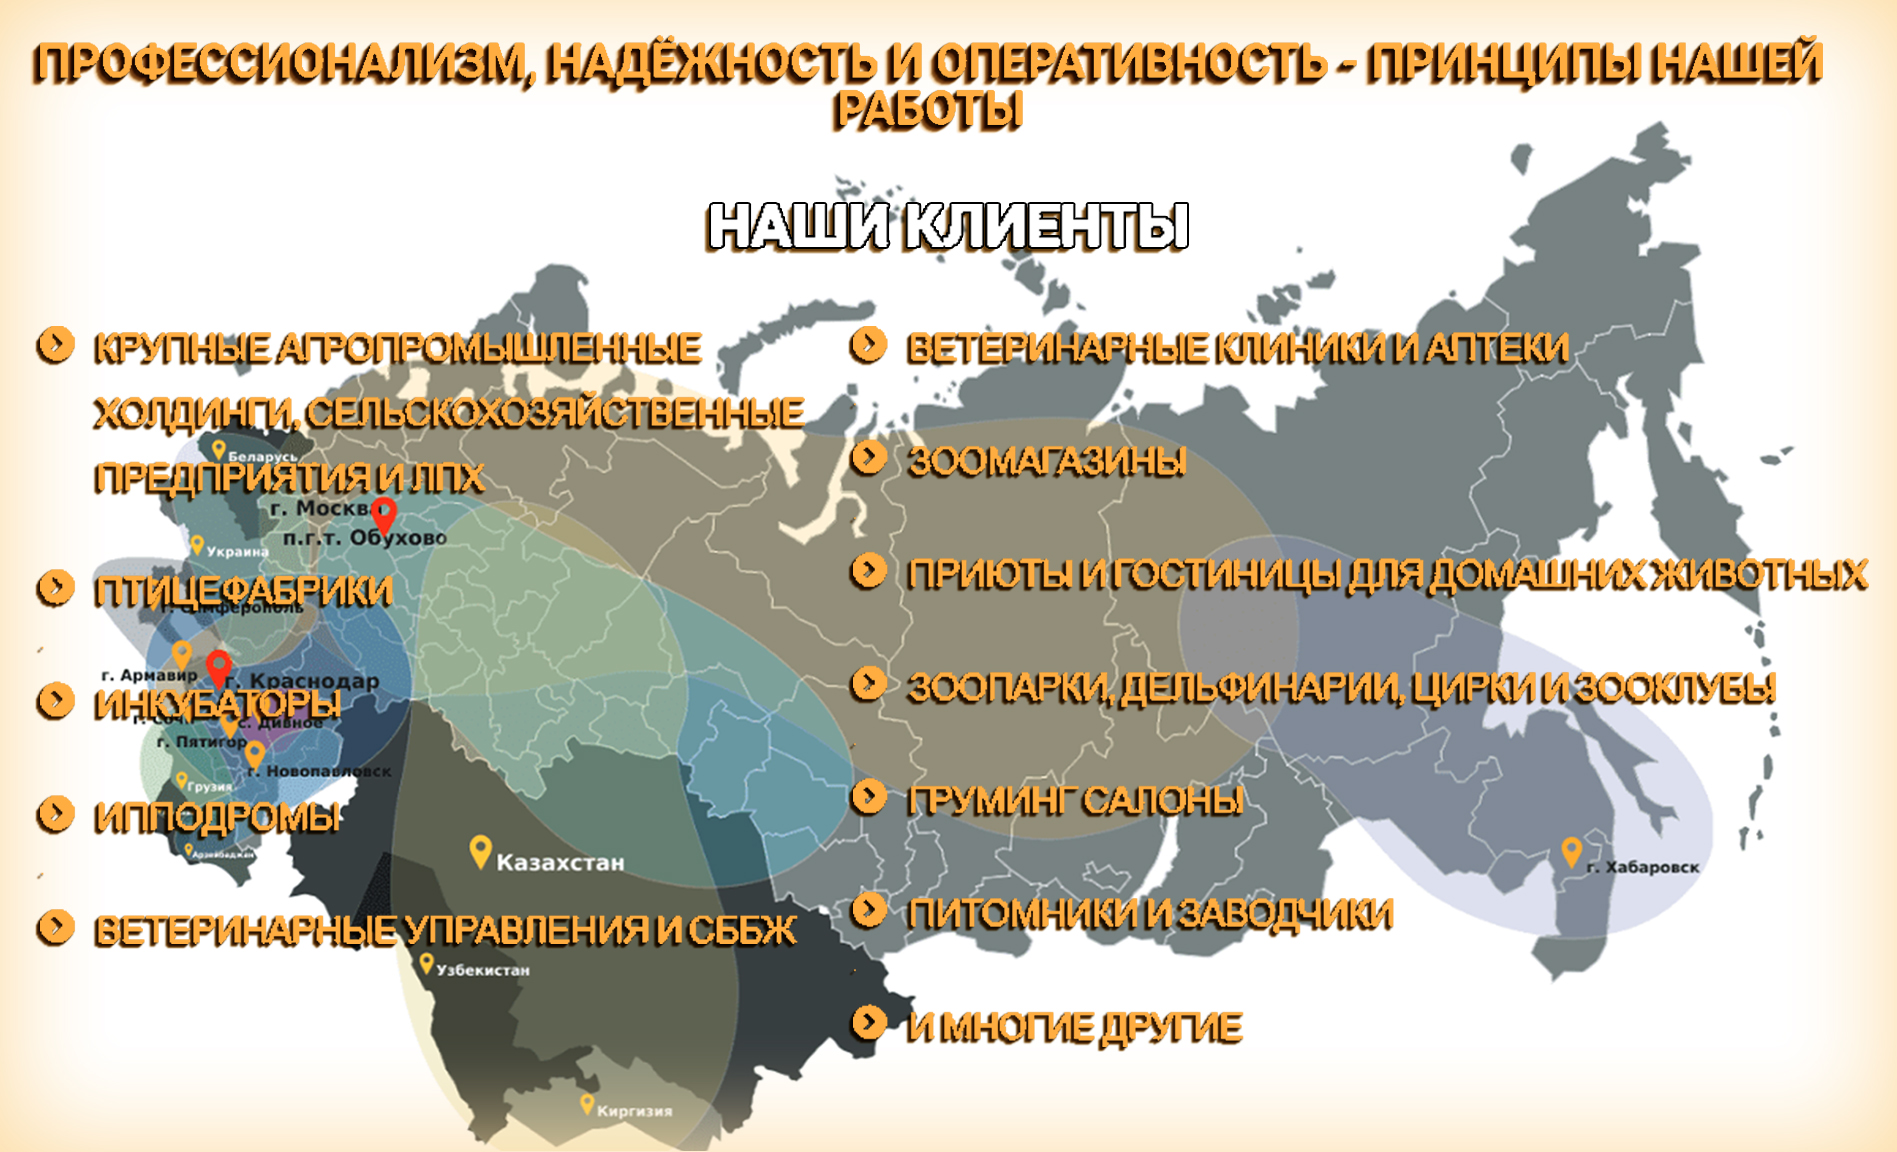 ПРОФЕССИОНАЛИЗМ, НАДЁЖНОСТЬ И ОПЕРАТИВНОСТЬ - ПРИНЦИПЫ НАШЕЙ
РАБОТЫ
НАШИ КЛИЕНТЫ
КРУПНЫЕ АГРОПРОМЫШЛЕННЫЕ
ХОЛДИНГИ, СЕЛЬСКОХОЗЯЙСТВЕННЫЕ
ПРЕДПРИЯТИЯ И ЛПХ
ПТИЦЕФАБРИКИ
ИНКУБАТОРЫ
ИППОДРОМЫ
ВЕТЕРИНАРНЫЕ УПРАВЛЕНИЯ И СББЖ
ВЕТЕРИНАРНЫЕ КЛИНИКИ И АПТЕКИ
ЗООМАГАЗИНЫ
ПРИЮТЫ И ГОСТИНИЦЫ ДЛЯ ДОМАШНИХ ЖИВОТНЫХ
ЗООПАРКИ, ДЕЛЬФИНАРИИ, ЦИРКИ И ЗООКЛУБЫ
ГРУМИНГ САЛОНЫ
ПИТОМНИКИ И ЗАВОДЧИКИ
И МНОГИЕ ДРУГИЕ
Беларусь
г. Москва
п.г.т. Обухово
Украина
г. Симферополь
г. Армавир
г. Краснодар
с. Дивное
г. Пятигор
г. Новопавловск
Грузия
Азербайджан
Казахстан
Узбекистан
Киргизия
г. Хабаровск